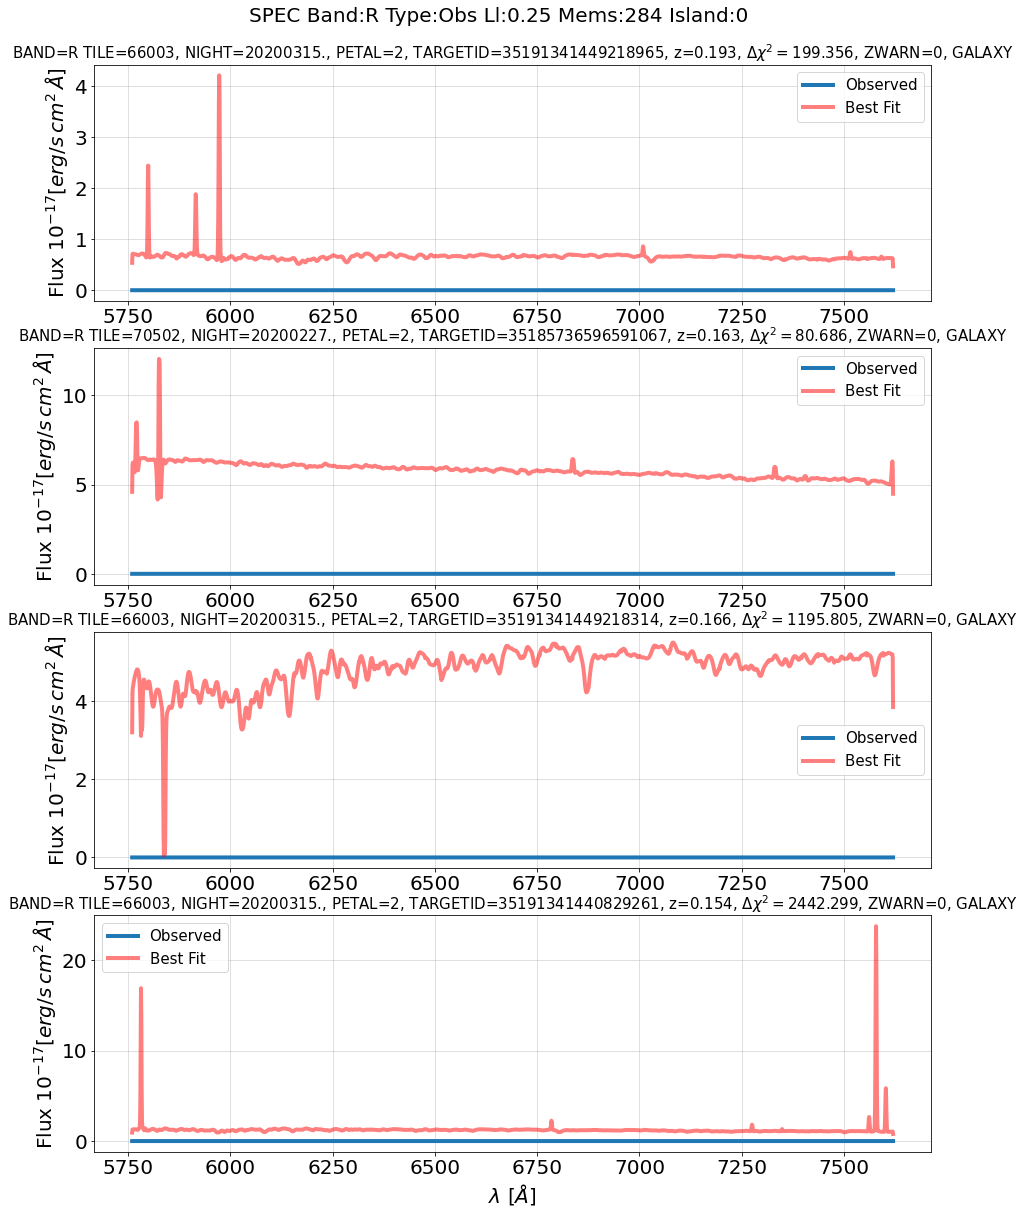 SPEC Band:R Type:Obs Ll:0.25 Mems:284 Island:0
BAND=R TILE=66003, NIGHT=20200315., PETAL=2, TARGETID=35191341449218965, z=0.193, Δχ² = 199.356, ZWARN=0, GALAXY
Flux 10⁻¹⁷[erg/s cm² Å]
4
3
2
1
0
Observed
Best Fit
5750 6000 6250 6500 6750 7000 7250 7500
BAND=R TILE=70502, NIGHT=20200227., PETAL=2, TARGETID=35185736596591067, z=0.163, Δχ² = 80.686, ZWARN=0, GALAXY
Flux 10⁻¹⁷[erg/s cm² Å]
10
5
0
Observed
Best Fit
5750 6000 6250 6500 6750 7000 7250 7500
BAND=R TILE=66003, NIGHT=20200315., PETAL=2, TARGETID=35191341449218314, z=0.166, Δχ² = 1195.805, ZWARN=0, GALAXY
Flux 10⁻¹⁷[erg/s cm² Å]
4
2
0
Observed
Best Fit
5750 6000 6250 6500 6750 7000 7250 7500
BAND=R TILE=66003, NIGHT=20200315., PETAL=2, TARGETID=35191341440829261, z=0.154, Δχ² = 2442.299, ZWARN=0, GALAXY
Flux 10⁻¹⁷[erg/s cm² Å]
20
10
0
Observed
Best Fit
5750 6000 6250 6500 6750 7000 7250 7500
λ [Å]